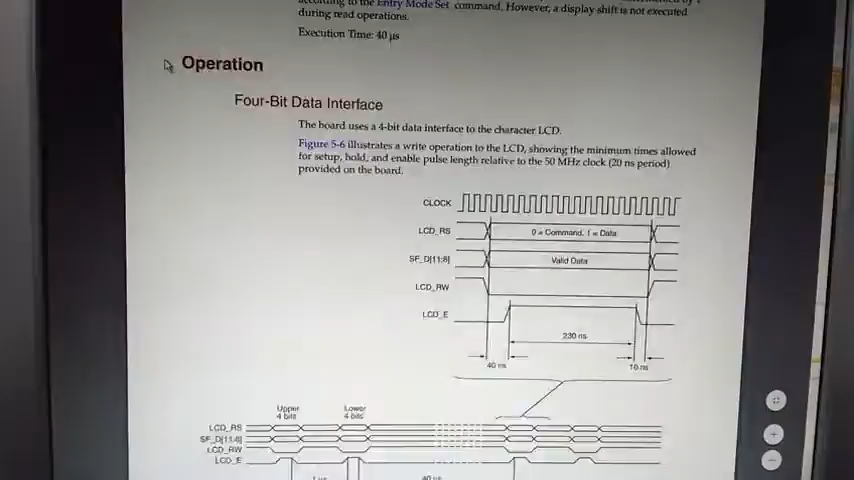 according to the Entry Mode Set command. However, a display shift is not executed
during read operations.
Execution Time: 40 µs
Operation
Four-Bit Data Interface
The board uses a 4-bit data interface to the character LCD.
Figure 5-6 illustrates a write operation to the LCD, showing the minimum times allowed
for setup, hold, and enable pulse length relative to the 50 MHz clock (20 ns period)
provided on the board.
CLOCK
LCD_RS
0 = Command, 1 = Data
SF_D[11:8]
Valid Data
LCD_RW
LCD_E
230 ns
40 ns
10 ns
Upper
4 bits
Lower
4 bits
LCD_RS
SF_D[11:8]
LCD_RW
LCD_E